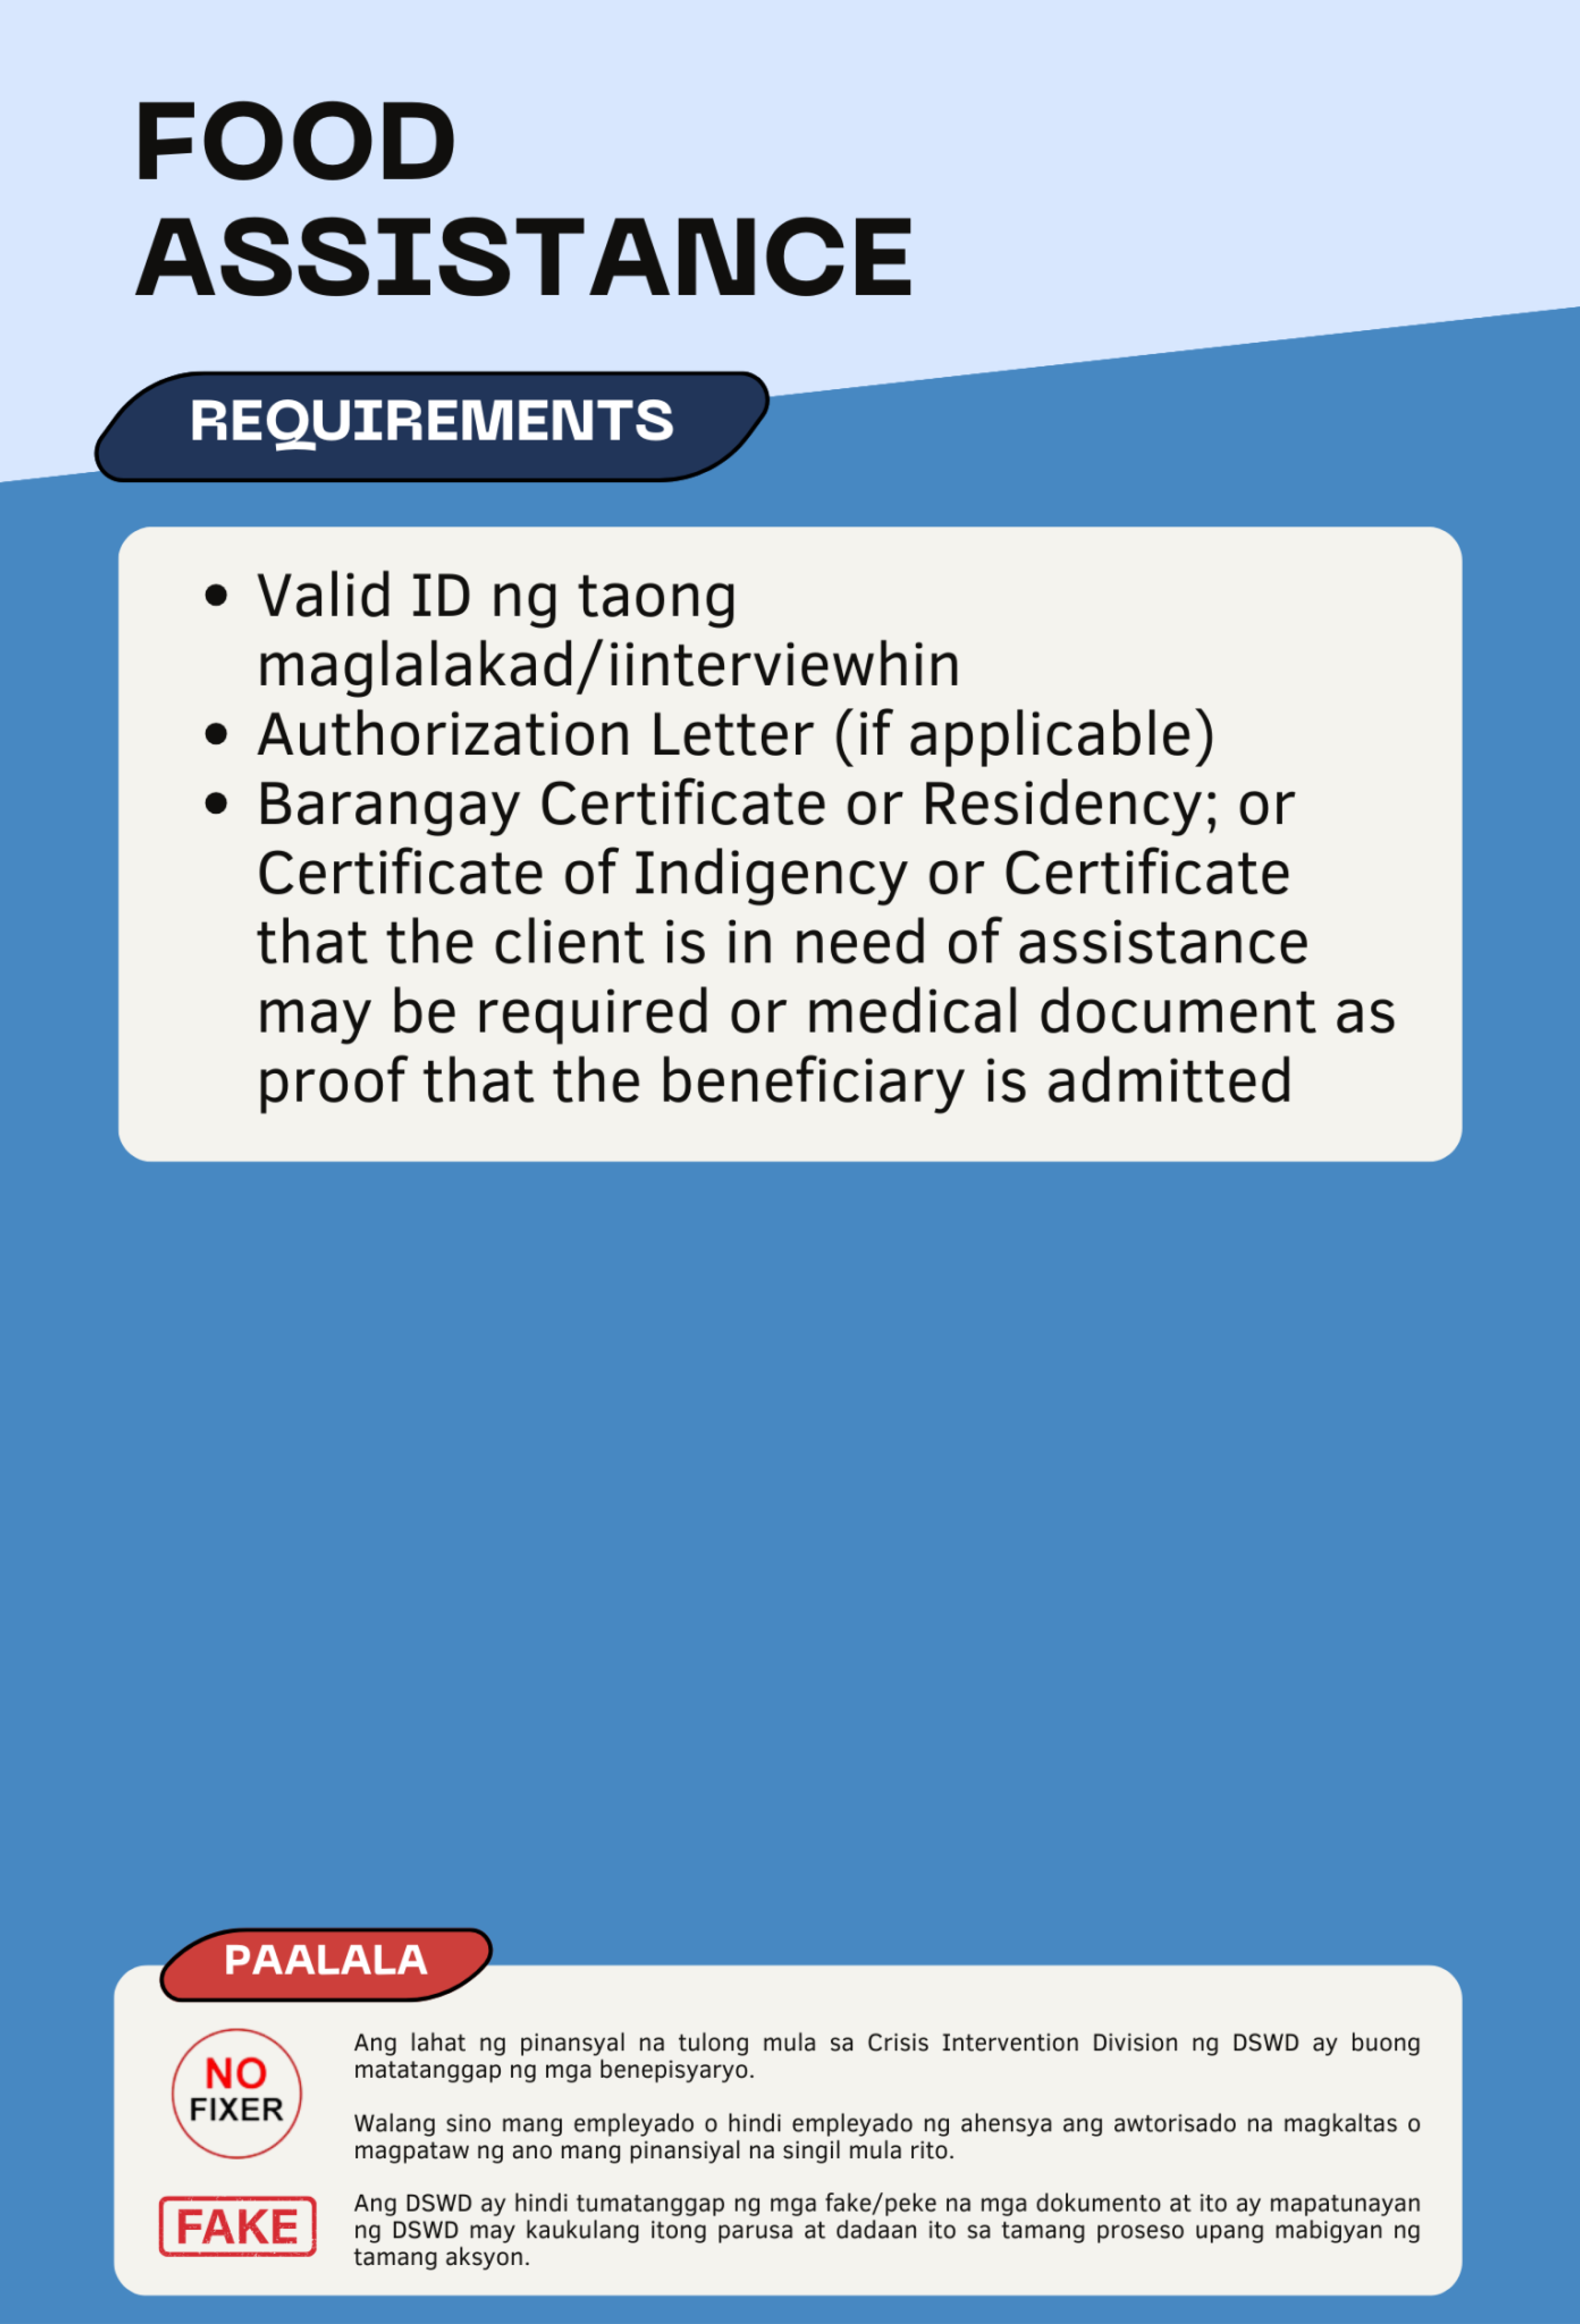 FOOD
ASSISTANCE
REQUIREMENTS
• Valid ID ng taong
maglalakad/iinterviewhin
• Authorization Letter (if applicable)
• Barangay Certificate or Residency; or
Certificate of Indigency or Certificate
that the client is in need of assistance
may be required or medical document as
proof that the beneficiary is admitted
PAALALA
NO
FIXER
Ang lahat ng pinansyal na tulong mula sa Crisis Intervention Division ng DSWD ay buong
matatanggap ng mga benepisyaryo.
Walang sino mang empleyado o hindi empleyado ng ahensya ang awtorisado na magkaltas o
magpataw ng ano mang pinansiyal na singil mula rito.
FAKE
Ang DSWD ay hindi tumatanggap ng mga fake/peke na mga dokumento at ito ay mapatunayan
ng DSWD may kaukulang itong parusa at dadaan ito sa tamang proseso upang mabigyan ng
tamang aksyon.